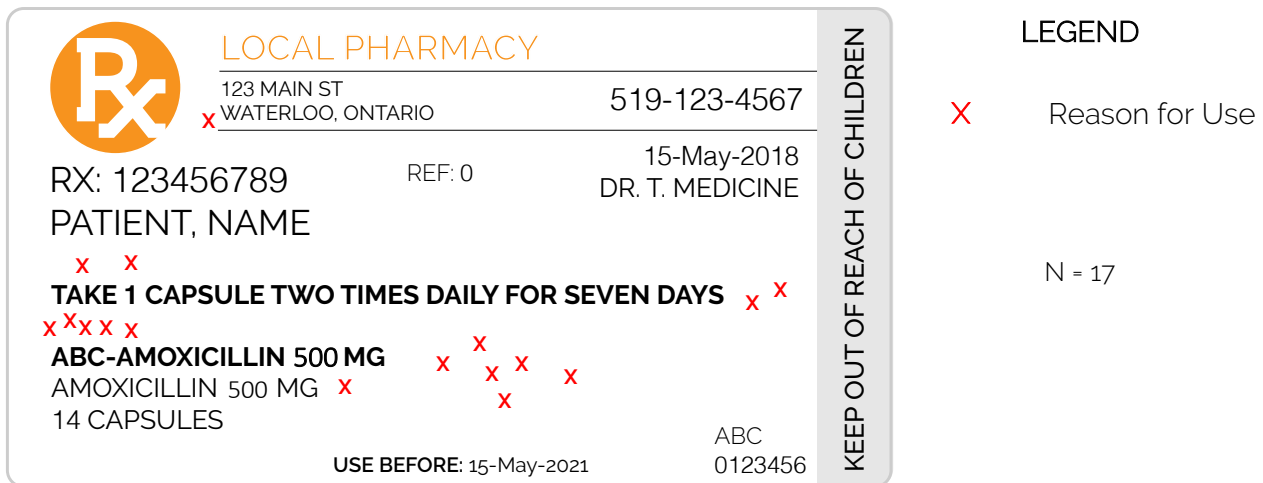 Rx
LOCAL PHARMACY
123 MAIN ST
X WATERLOO, ONTARIO
519-123-4567
RX: 123456789
REF: 0
15-May-2018
DR. T. MEDICINE
PATIENT, NAME
X X
TAKE 1 CAPSULE TWO TIMES DAILY FOR SEVEN DAYS X X
X X X X X
ABC-AMOXICILLIN 500 MG X X X X X X
AMOXICILLIN 500 MG X
14 CAPSULES
USE BEFORE: 15-May-2021
ABC
0123456
KEEP OUT OF REACH OF CHILDREN
LEGEND
X Reason for Use
N = 17